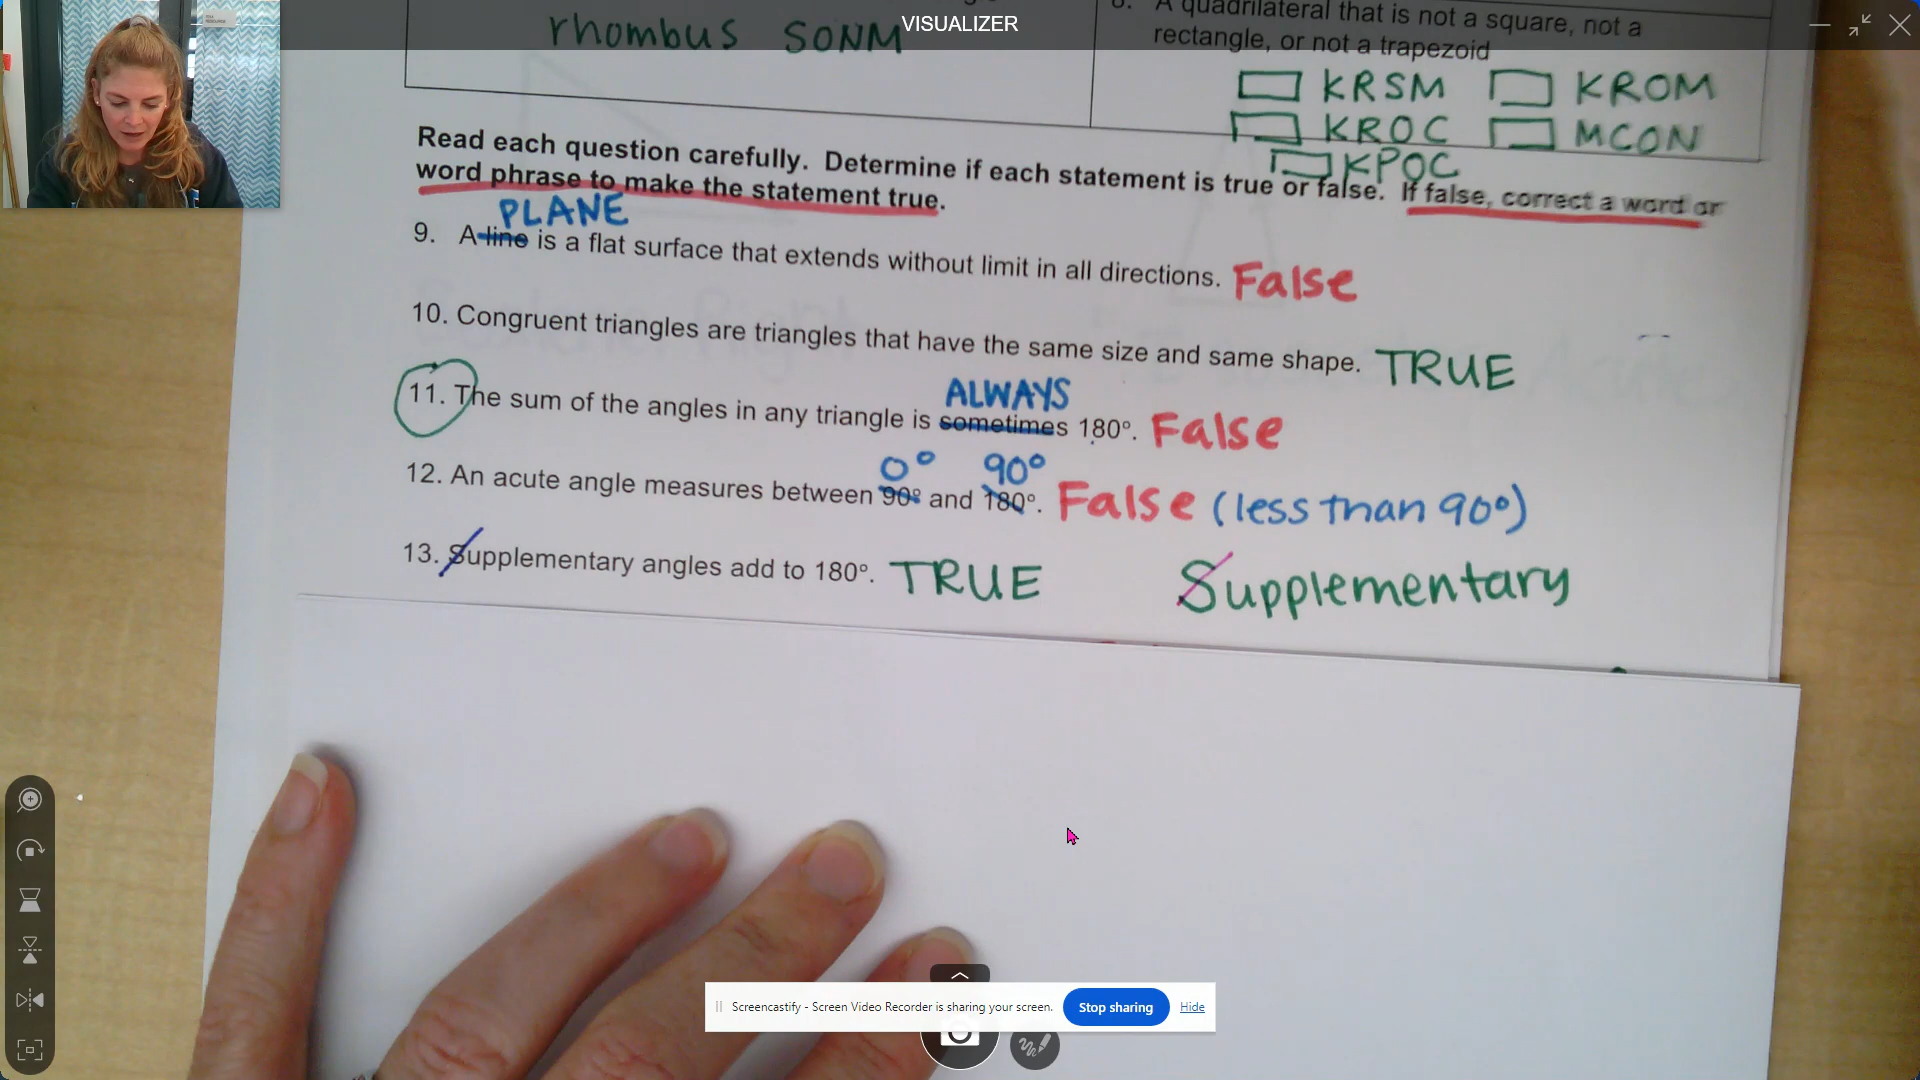 VISUALIZER
rhombus SONM
8. A quadrilateral that is not a square, not a
rectangle, or not a trapezoid
KRSM KROM
KROC MCON
KPOC
Read each question carefully. Determine if each statement is true or false. If false, correct a word or
word phrase to make the statement true.
PLANE
9. A line is a flat surface that extends without limit in all directions. False
10. Congruent triangles are triangles that have the same size and same shape. TRUE
ALWAYS
11. The sum of the angles in any triangle is sometimes 180°. False
0° 90°
12. An acute angle measures between 90° and 180°. False (less than 90°)
13. Supplementary angles add to 180°. TRUE Supplementary
Screencastify - Screen Video Recorder is sharing your screen. Stop sharing Hide